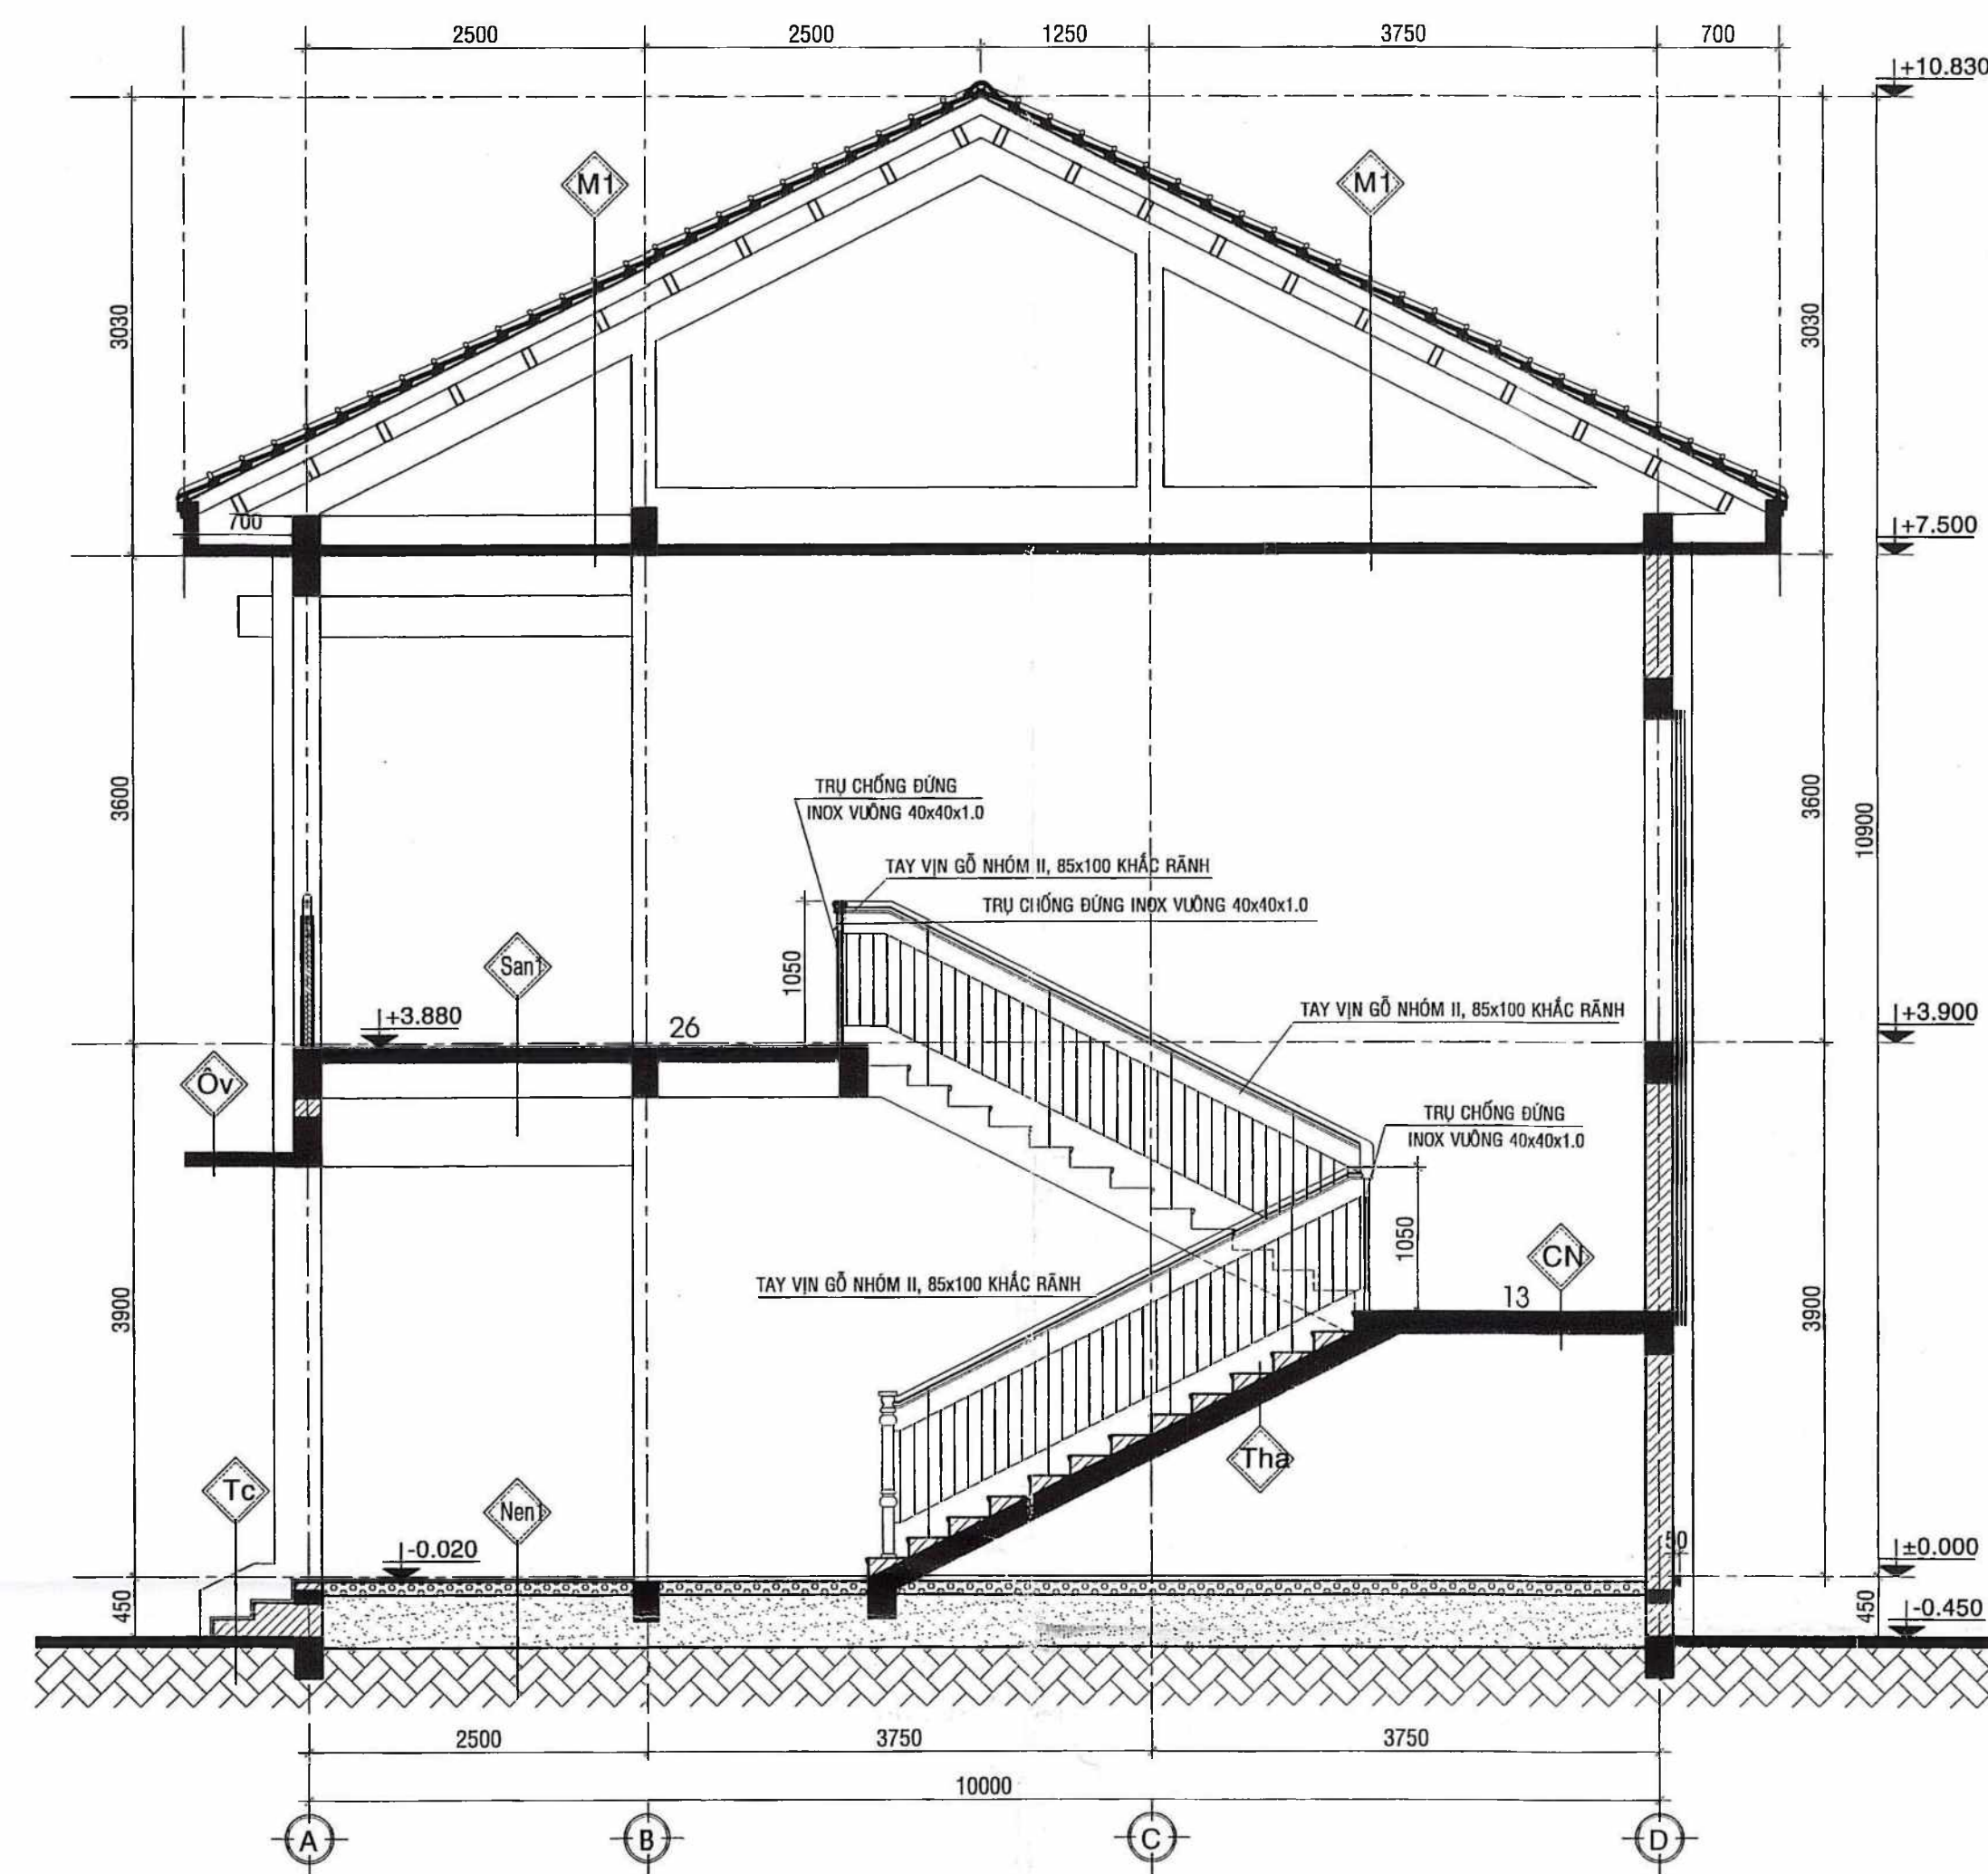 2500
2500
1250
3750
700
+10.830
M1
M1
3030
3030
700
+7.500
3600
3600
10900
TRỤ CHỐNG ĐỨNG
INOX VUÔNG 40x40x1.0
TAY VỊN GỖ NHÓM II, 85x100 KHẮC RÃNH
TRỤ CHỐNG ĐỨNG INOX VUÔNG 40x40x1.0
San1
1050
TAY VỊN GỖ NHÓM II, 85x100 KHẮC RÃNH
+3.880
26
+3.900
Ôv
TRỤ CHỐNG ĐỨNG
INOX VUÔNG 40x40x1.0
1050
CN
TAY VỊN GỖ NHÓM II, 85x100 KHẮC RÃNH
13
3900
3900
Tha
Tc
Nen1
-0.020
50
±0.000
450
450
-0.450
2500
3750
3750
10000
A
B
C
D